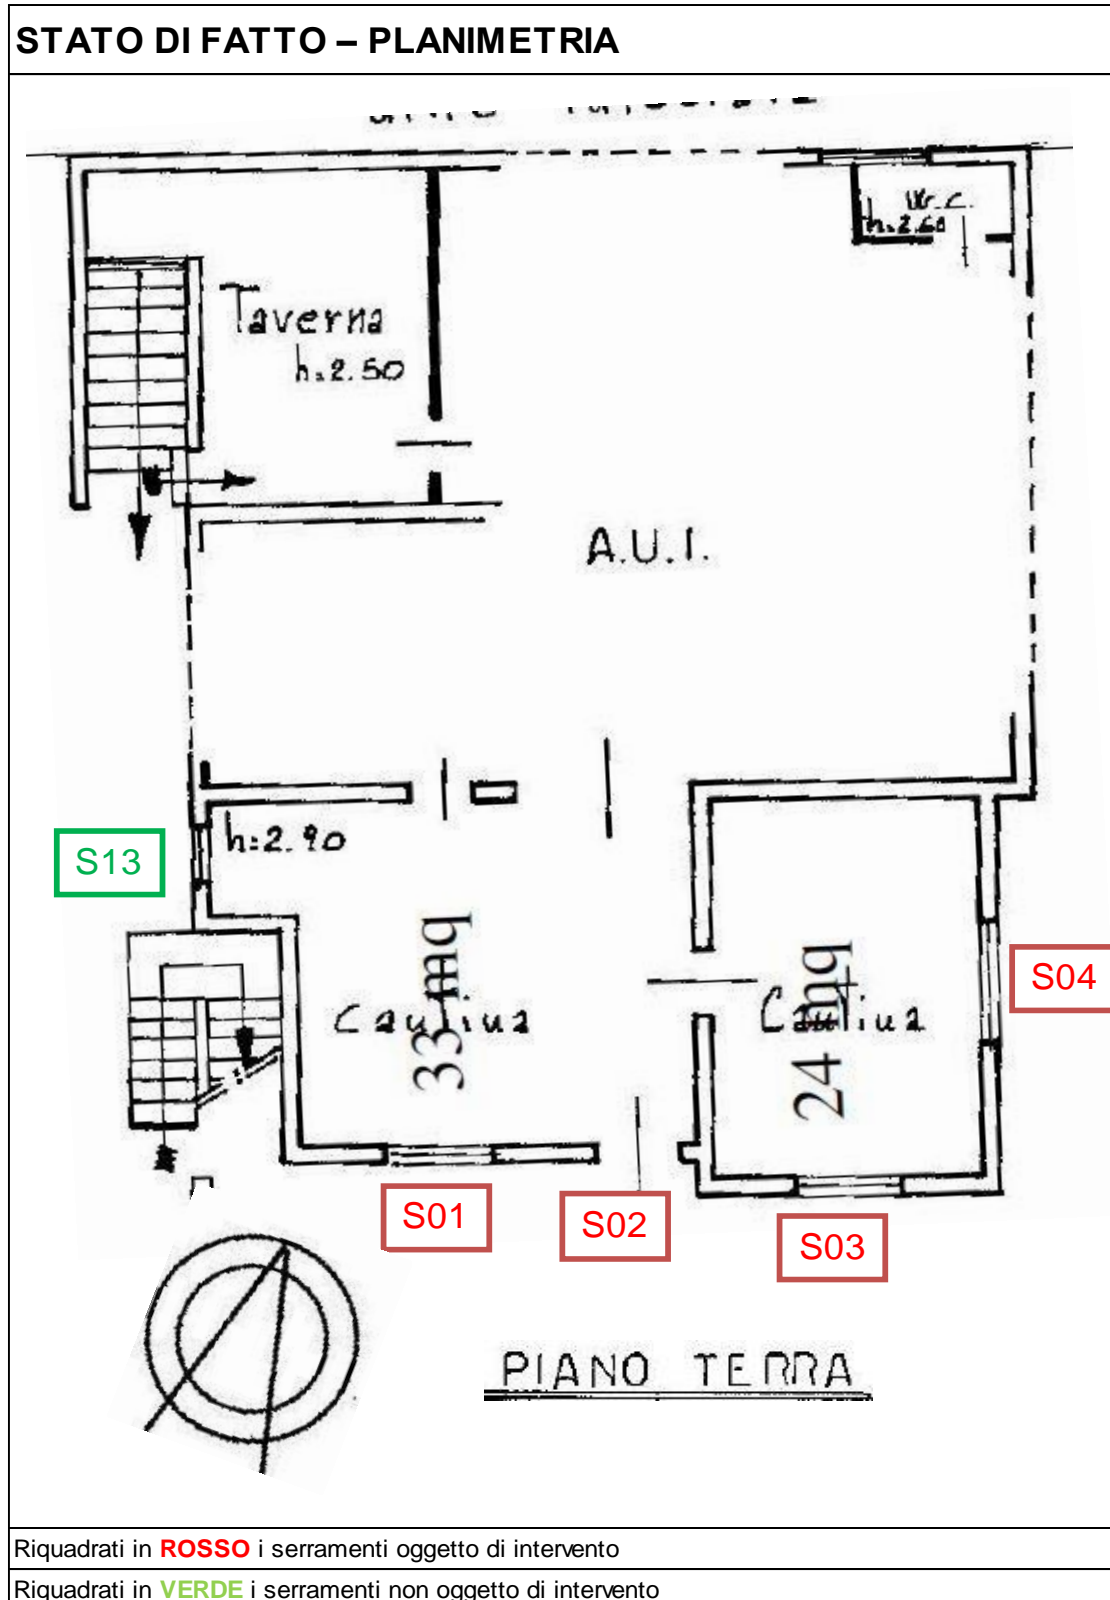 STATO DI FATTO – PLANIMETRIA
W.C.
h.2.60
Taverna
h.2.50
A.U.I.
h:2.90
S13
33 mq
24 mq
Cantina
Cantina
S04
S01
S02
S03
PIANO TERRA
Riquadrati in ROSSO i serramenti oggetto di intervento
Riquadrati in VERDE i serramenti non oggetto di intervento